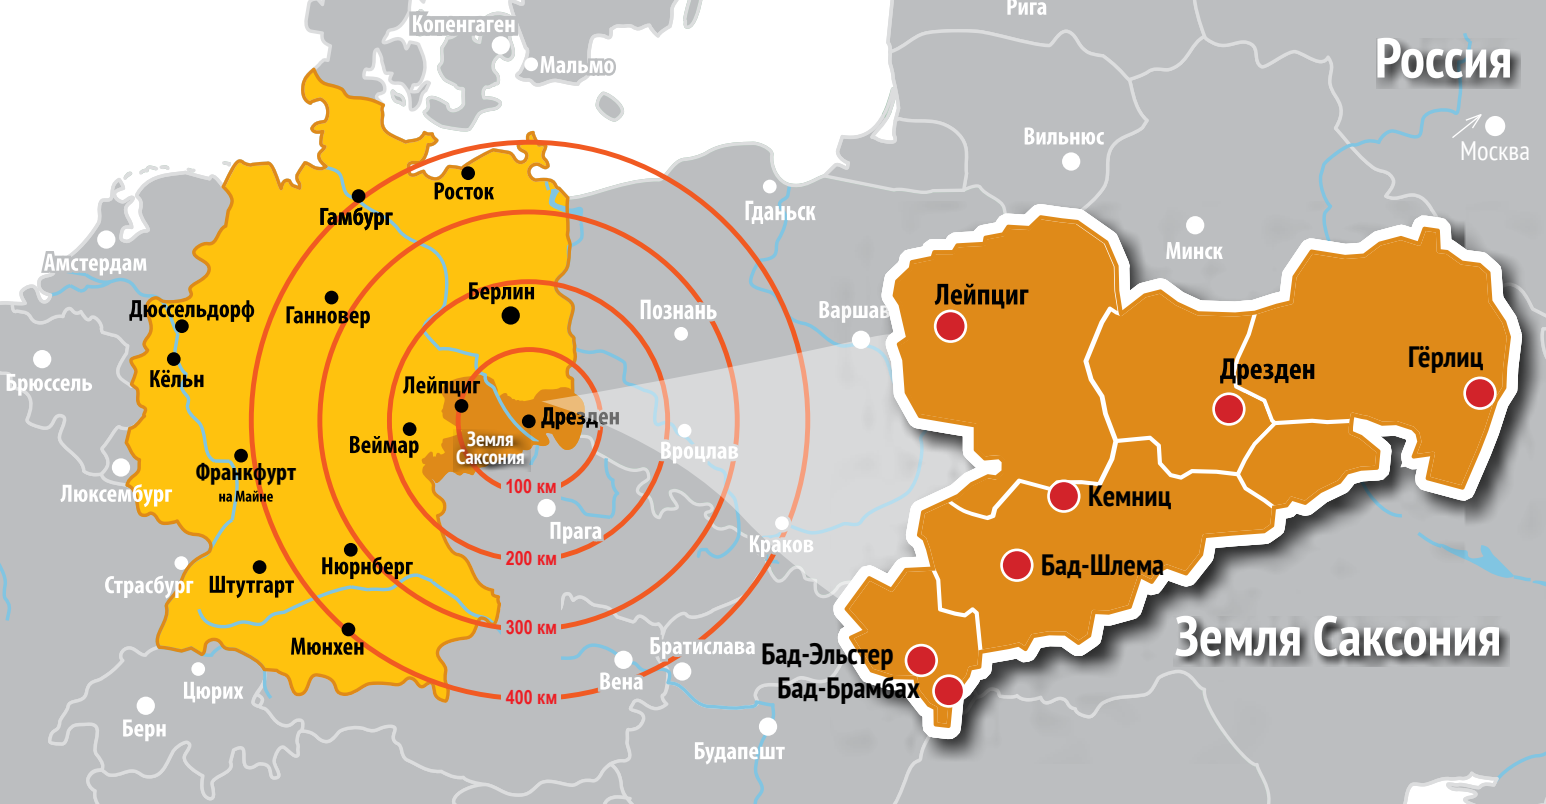 Рига
Копенгаген
Мальмо
Россия
Москва
Вильнюс
Росток
Гамбург
Гданьск
Минск
Амстердам
Берлин
Лейпциг
Дюссельдорф
Ганновер
Познань
Варшав
Гёрлиц
Дрезден
Брюссель
Кёльн
Лейпциг
Дрезден
Веймар
Земля
Саксония
Вроцлав
Франкфурт
на Майне
Люксембург
100 км
Кемниц
Прага
Краков
200 км
Нюрнберг
Бад-Шлема
Страсбург
Штутгарт
300 км
Земля Саксония
Мюнхен
Братислава
Бад-Эльстер
Вена
Цюрих
Бад-Брамбах
400 км
Берн
Будапешт